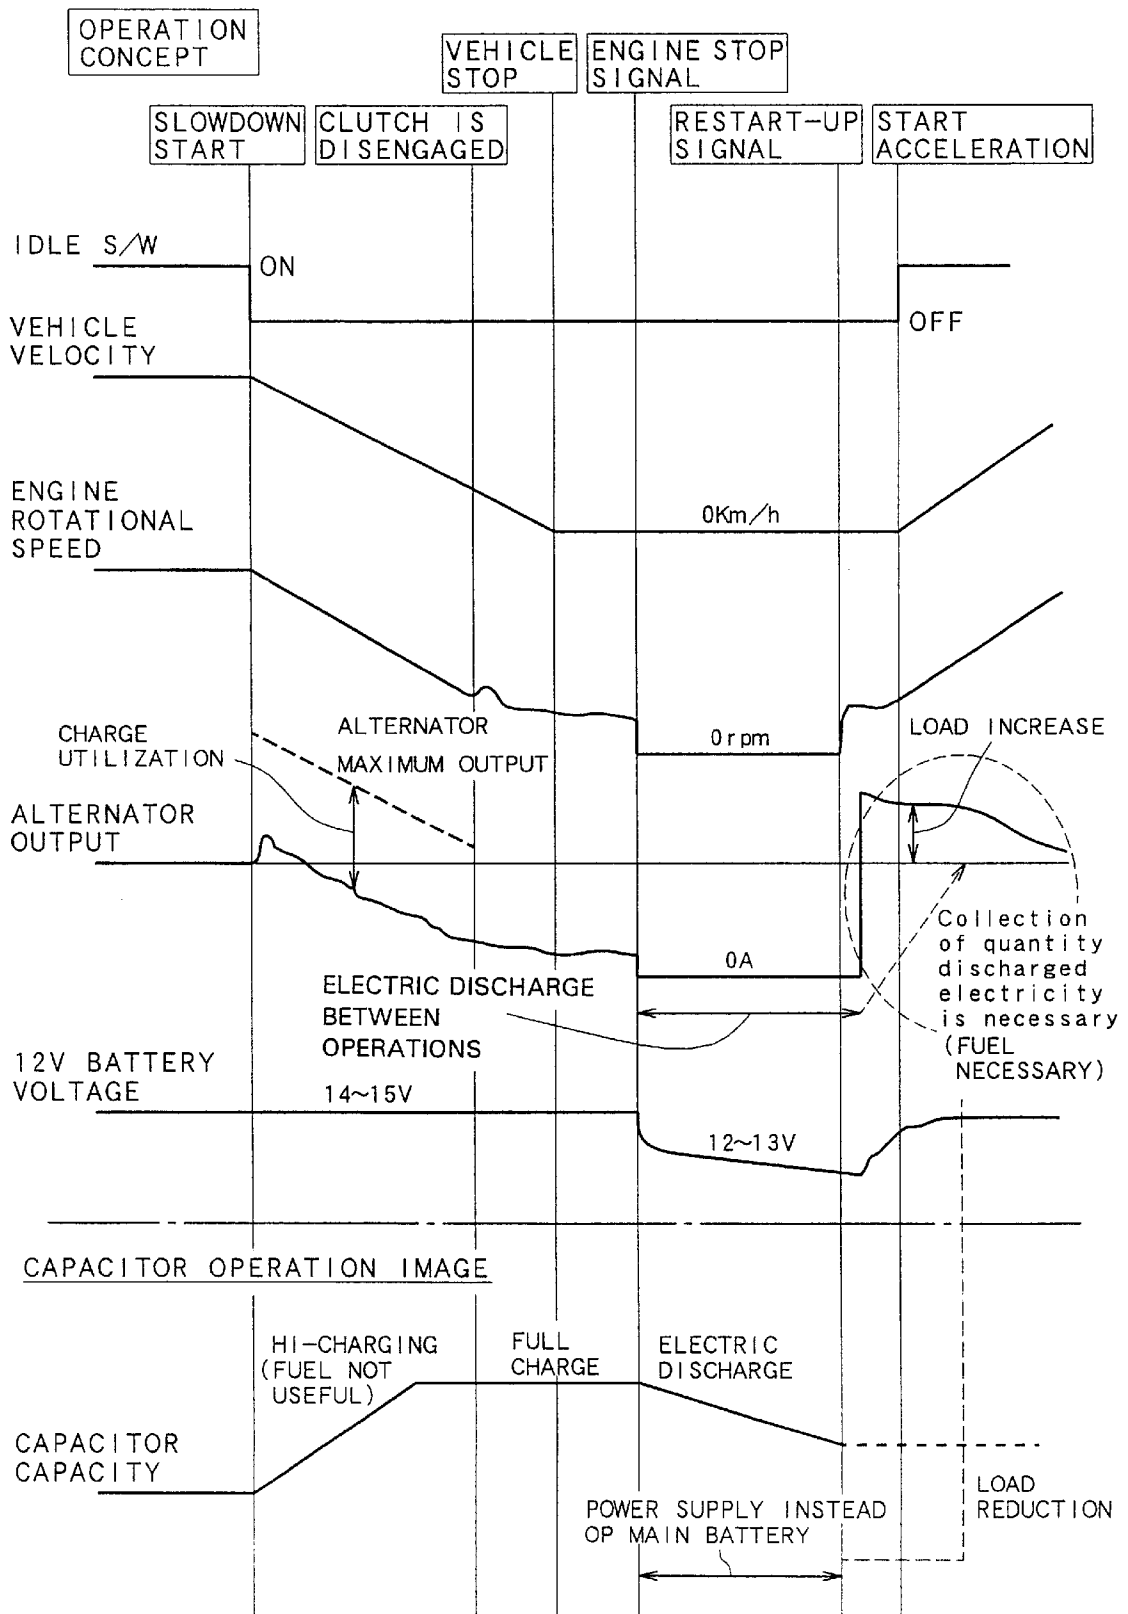 OPERATION
CONCEPT
VEHICLE
STOP
ENGINE STOP
SIGNAL
SLOWDOWN
START
CLUTCH IS
DISENGAGED
RESTART-UP
SIGNAL
START
ACCELERATION
IDLE S/W
ON
OFF
VEHICLE
VELOCITY
0Km/h
ENGINE
ROTATIONAL
SPEED
0rpm
CHARGE
UTILIZATION
ALTERNATOR
MAXIMUM OUTPUT
LOAD INCREASE
ALTERNATOR
OUTPUT
0A
ELECTRIC DISCHARGE
BETWEEN
OPERATIONS
Collection
of quantity
discharged
electricity
is necessary
(FUEL
NECESSARY)
12V BATTERY
VOLTAGE
14~15V
12~13V
CAPACITOR OPERATION IMAGE
HI-CHARGING
(FUEL NOT
USEFUL)
FULL
CHARGE
ELECTRIC
DISCHARGE
CAPACITOR
CAPACITY
LOAD
REDUCTION
POWER SUPPLY INSTEAD
OP MAIN BATTERY